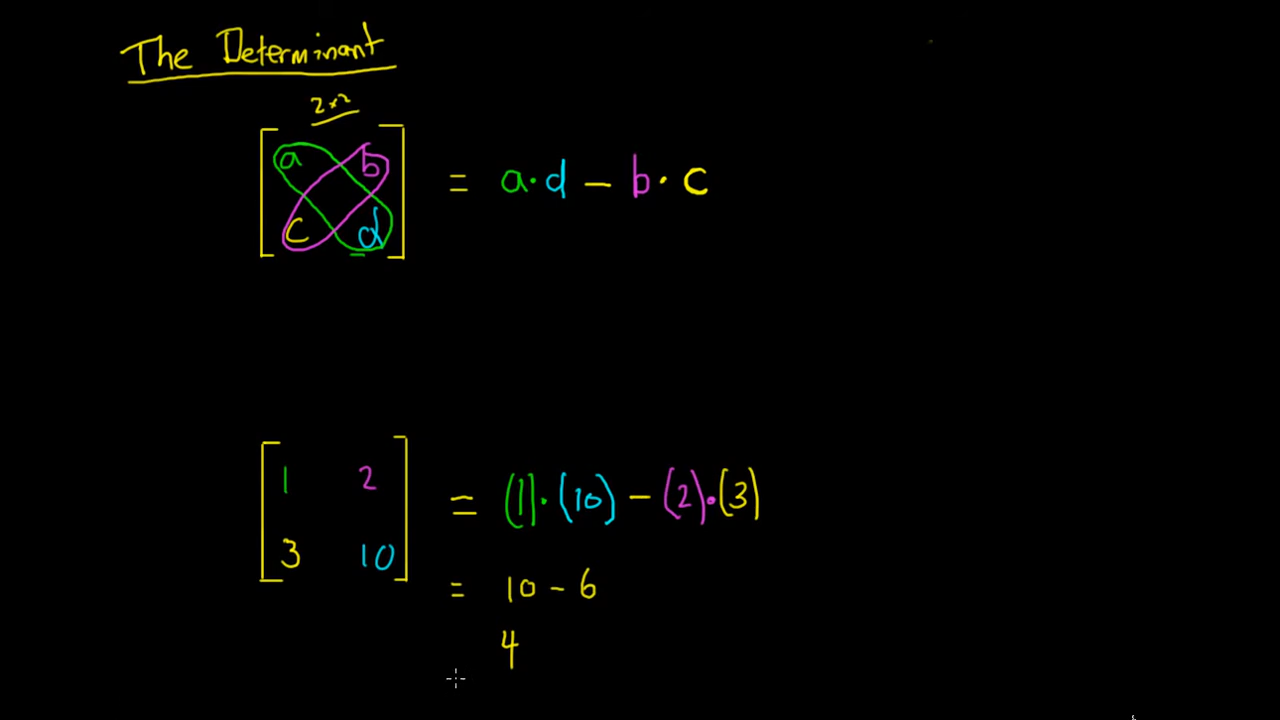 The Determinant
2×2
[a b] = a·d − b·c
[c d]
[1 2] = (1)·(10) − (2)·(3)
[3 10]
= 10 − 6
4